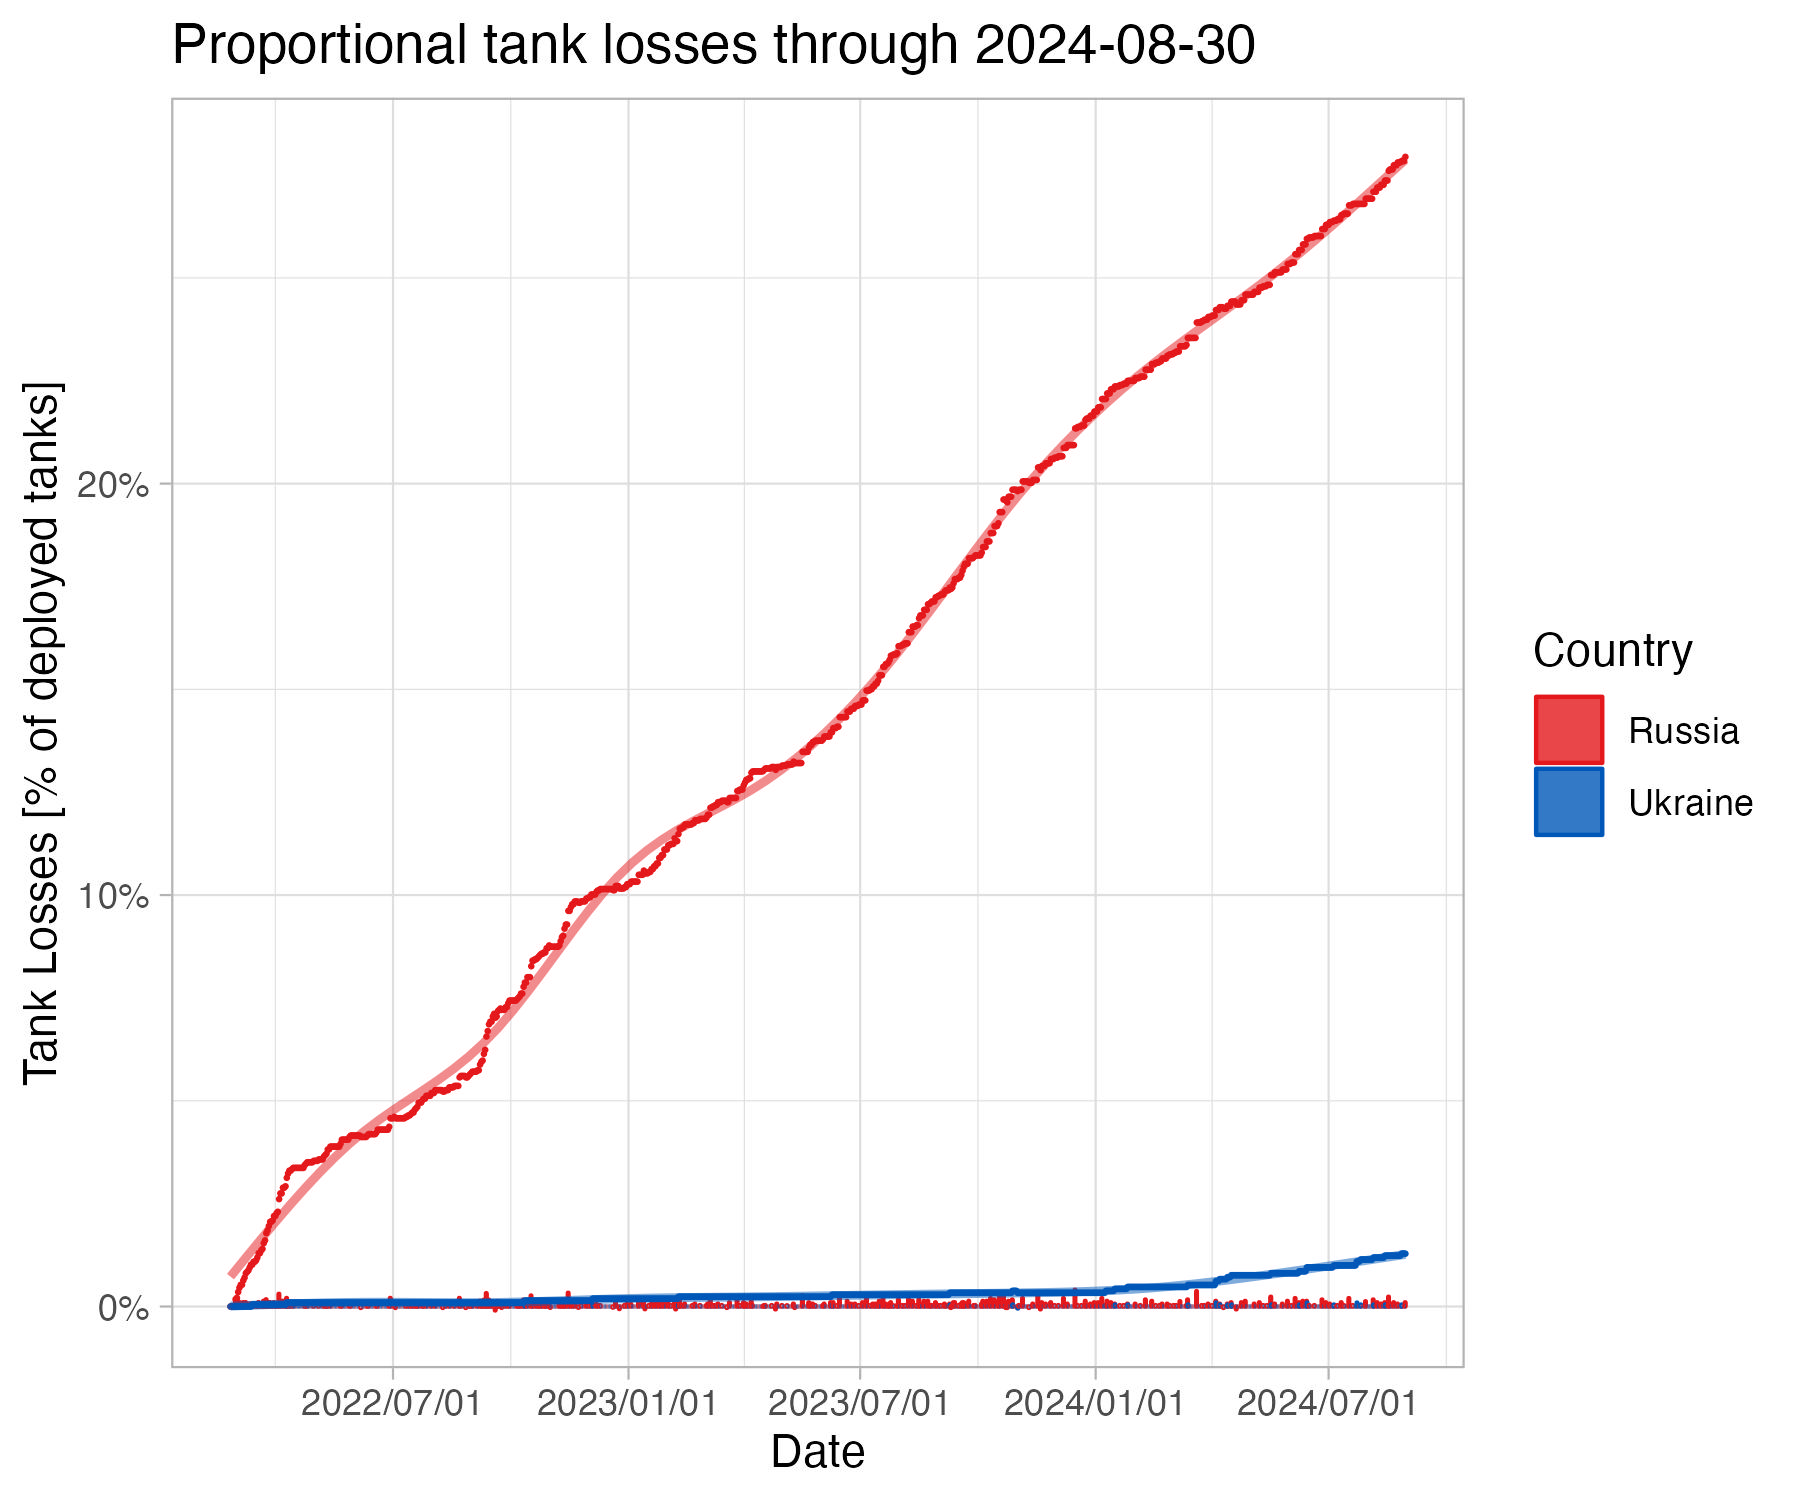 Proportional tank losses through 2024-08-30
Tank Losses [% of deployed tanks]
20%
10%
0%
2022/07/01
2023/01/01
2023/07/01
2024/01/01
2024/07/01
Date
Country
Russia
Ukraine